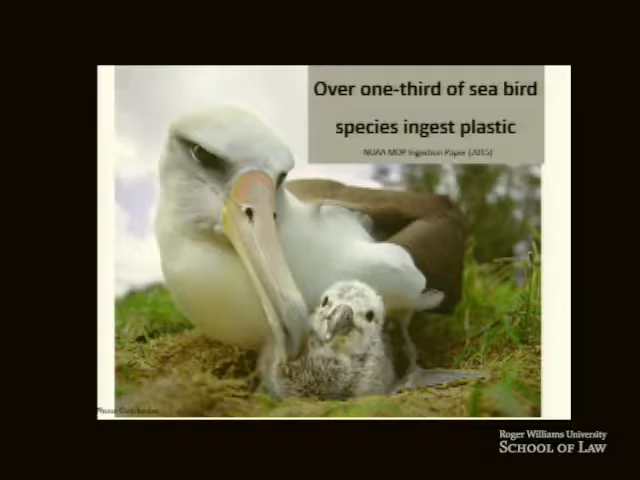 Over one-third of sea bird
species ingest plastic
NOAA MDP Ingestion Paper (2015)
Roger Williams University
SCHOOL OF LAW